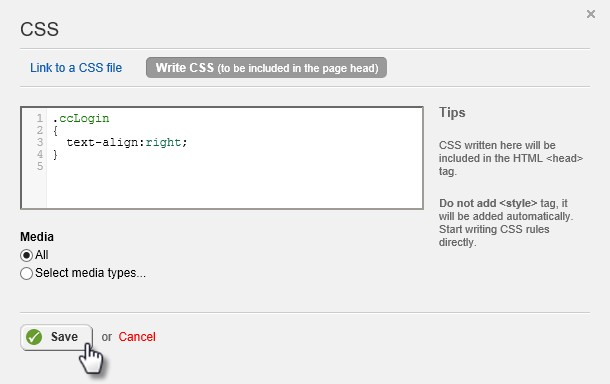 ×
CSS
Link to a CSS file
Write CSS (to be included in the page head)
1 .ccLogin
2 {
3 text-align:right;
4 }
5
Tips
CSS written here will be
included in the HTML <head>
tag.
Do not add <style> tag, it
will be added automatically.
Start writing CSS rules
directly.
Media
All
Select media types...
Save or Cancel